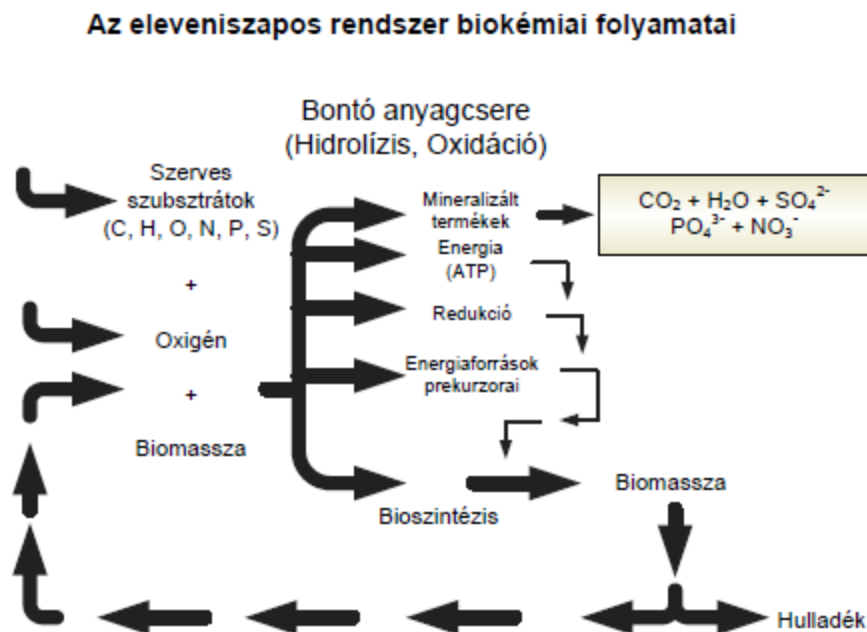 Az eleveniszapos rendszer biokémiai folyamatai
Bontó anyagcsere
(Hidrolízis, Oxidáció)
Szerves
szubsztrátok
(C, H, O, N, P, S)
+
Oxigén
+
Biomassza
Mineralizált
termékek
CO₂ + H₂O + SO₄²⁻
PO₄³⁻ + NO₃⁻
Energia
(ATP)
Redukció
Energiaforrások
prekurzorai
Bioszintézis
Biomassza
Hulladék